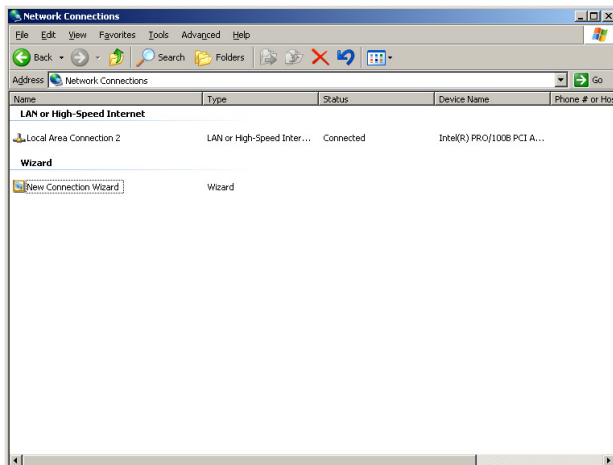 Network Connections
File Edit View Favorites Tools Advanced Help
Back Search Folders
Address Network Connections Go
Name Type Status Device Name Phone # or Hos
LAN or High-Speed Internet
Local Area Connection 2 LAN or High-Speed Inter... Connected Intel(R) PRO/100B PCI A...
Wizard
New Connection Wizard Wizard